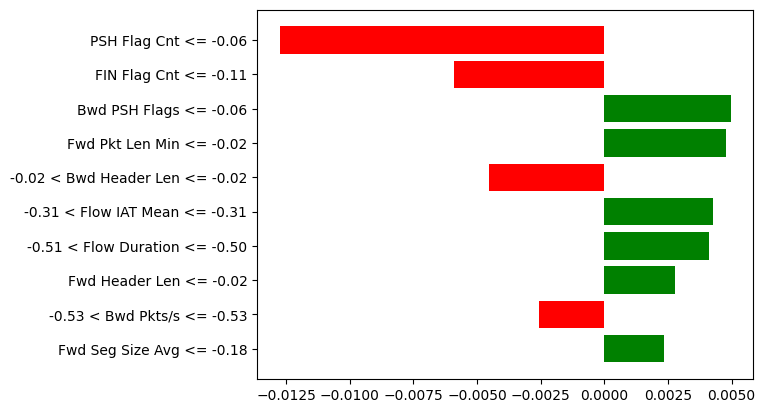 PSH Flag Cnt <= -0.06
FIN Flag Cnt <= -0.11
Bwd PSH Flags <= -0.06
Fwd Pkt Len Min <= -0.02
-0.02 < Bwd Header Len <= -0.02
-0.31 < Flow IAT Mean <= -0.31
-0.51 < Flow Duration <= -0.50
Fwd Header Len <= -0.02
-0.53 < Bwd Pkts/s <= -0.53
Fwd Seg Size Avg <= -0.18
−0.0125 −0.0100 −0.0075 −0.0050 −0.0025 0.0000 0.0025 0.0050